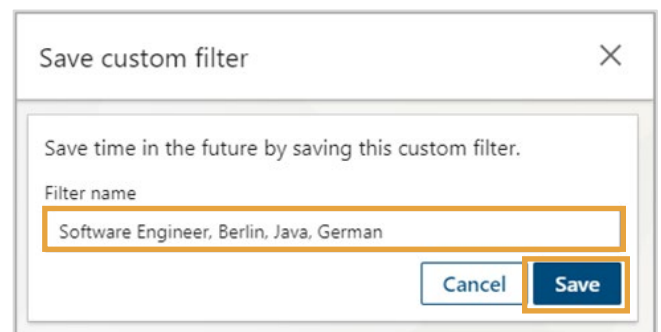 Save custom filter
Save time in the future by saving this custom filter.
Filter name
Software Engineer, Berlin, Java, German
Cancel Save